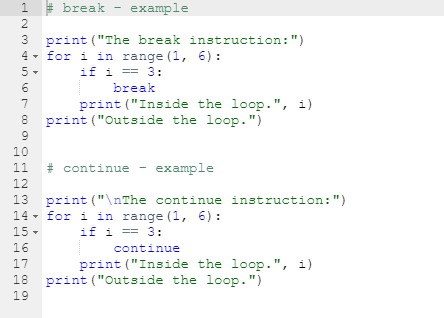 1 # break - example
2
3 print("The break instruction:")
4 for i in range(1, 6):
5     if i == 3:
6         break
7     print("Inside the loop.", i)
8 print("Outside the loop.")
9
10
11 # continue - example
12
13 print("\nThe continue instruction:")
14 for i in range(1, 6):
15     if i == 3:
16         continue
17     print("Inside the loop.", i)
18 print("Outside the loop.")
19